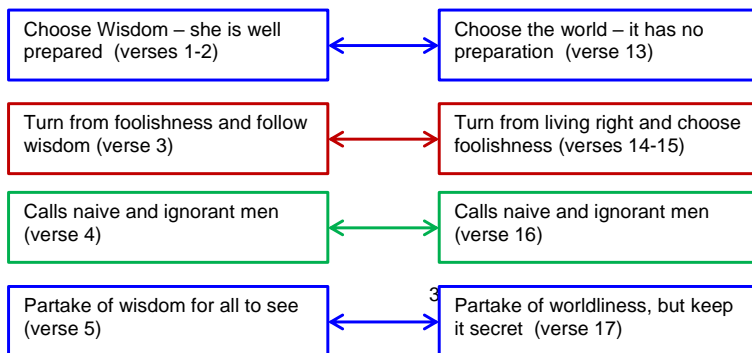 Choose Wisdom – she is well
prepared (verses 1-2)
Choose the world – it has no
preparation (verse 13)
Turn from foolishness and follow
wisdom (verse 3)
Turn from living right and choose
foolishness (verses 14-15)
Calls naive and ignorant men
(verse 4)
Calls naive and ignorant men
(verse 16)
Partake of wisdom for all to see
(verse 5)
3
Partake of worldliness, but keep
it secret (verse 17)